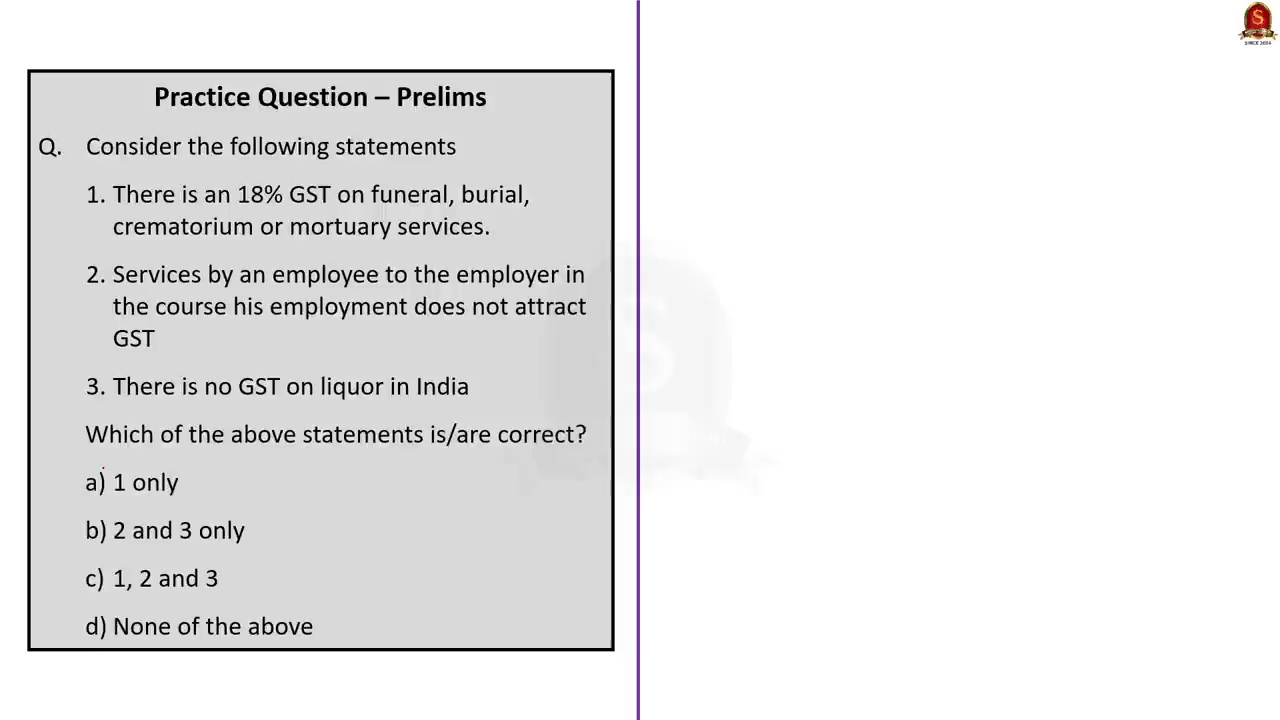 Practice Question – Prelims
Q. Consider the following statements
1. There is an 18% GST on funeral, burial,
crematorium or mortuary services.
2. Services by an employee to the employer in
the course his employment does not attract
GST
3. There is no GST on liquor in India
Which of the above statements is/are correct?
a) 1 only
b) 2 and 3 only
c) 1, 2 and 3
d) None of the above
S
SINCE 2004